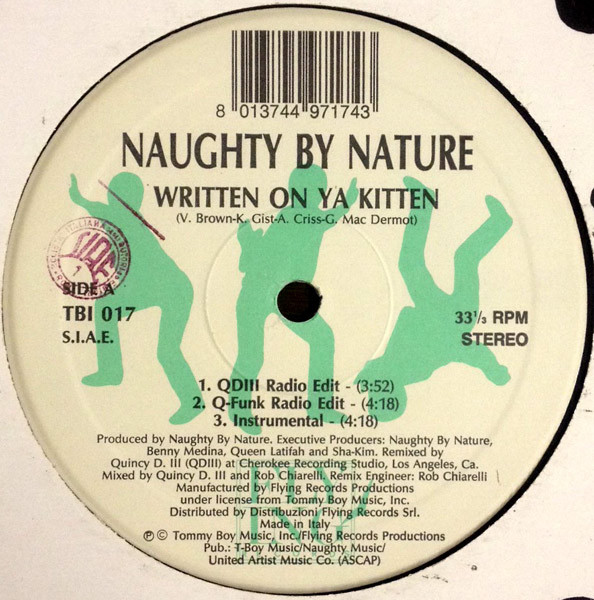 8 013744 971743
NAUGHTY BY NATURE
WRITTEN ON YA KITTEN
(V. Brown-K. Gist-A. Criss-G. Mac Dermot)
SIAE
SIDE A
TBI 017
S.I.A.E.
33 1/3 RPM
STEREO
1. QDIII Radio Edit - (3:52)
2. Q-Funk Radio Edit - (4:18)
3. Instrumental - (4:18)
Produced by Naughty By Nature. Executive Producers: Naughty By Nature,
Benny Medina, Queen Latifah and Sha-Kim. Remixed by
Quincy D. III (QDIII) at Cherokee Recording Studio, Los Angeles, Ca.
Mixed by Quincy D. III and Rob Chiarelli. Remix Engineer: Rob Chiarelli
Manufactured by Flying Records Productions
under license from Tommy Boy Music, Inc.
Distributed by Distribuzione Flying Records Srl.
Made in Italy
℗ © Tommy Boy Music, Inc/Flying Records Productions
Pub.: T-Boy Music/Naughty Music/
United Artist Music Co. (ASCAP)